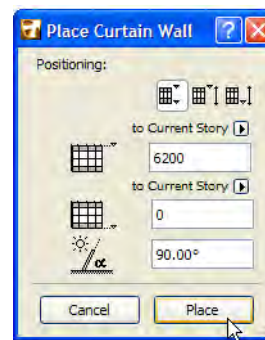 Place Curtain Wall
Positioning:
to Current Story
6200
to Current Story
0
α
90.00°
Cancel
Place